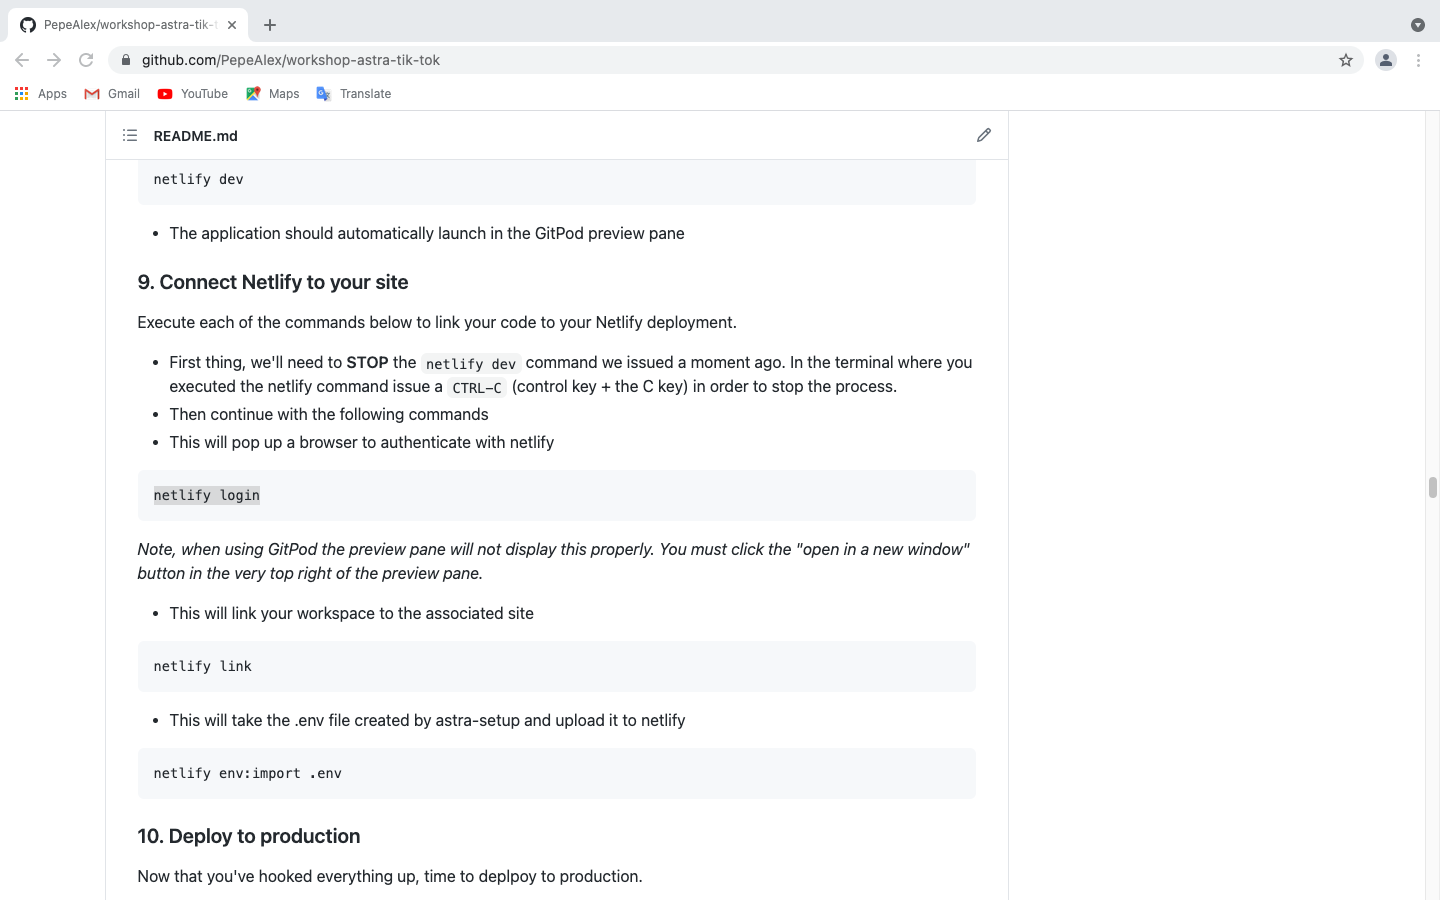 PepeAlex/workshop-astra-tik-t
github.com/PepeAlex/workshop-astra-tik-tok
Apps
Gmail
YouTube
Maps
Translate
README.md
netlify dev
• The application should automatically launch in the GitPod preview pane
9. Connect Netlify to your site
Execute each of the commands below to link your code to your Netlify deployment.
• First thing, we'll need to STOP the netlify dev command we issued a moment ago. In the terminal where you
executed the netlify command issue a CTRL-C (control key + the C key) in order to stop the process.
• Then continue with the following commands
• This will pop up a browser to authenticate with netlify
netlify login
Note, when using GitPod the preview pane will not display this properly. You must click the "open in a new window"
button in the very top right of the preview pane.
• This will link your workspace to the associated site
netlify link
• This will take the .env file created by astra-setup and upload it to netlify
netlify env:import .env
10. Deploy to production
Now that you've hooked everything up, time to deplpoy to production.